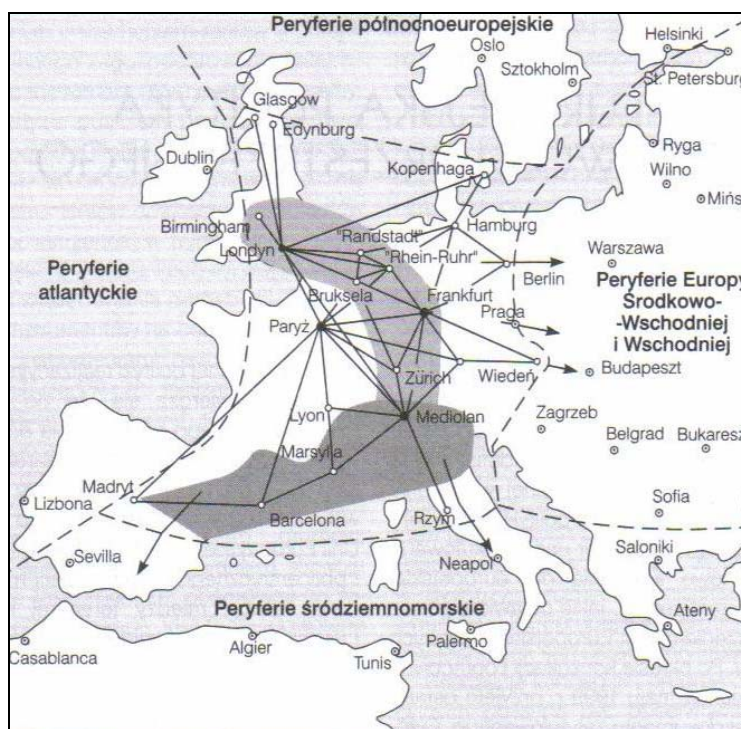 Peryferie północnoeuropejskie
Helsinki
Oslo
Sztokholm
St. Petersburg
Glasgów
Edynburg
Dublin
Ryga
Kopenhaga
Wilno
Mińs
Birmingham
Hamburg
"Randstadt"
Londyn
"Rhein-Ruhr"
Warszawa
Berlin
Peryferie
atlantyckie
Peryferie Europy
Środkowo-
-Wschodniej
i Wschodniej
Bruksela
Frankfurt
Praga
Paryż
Zürich
Wiedeń
Budapeszt
Lyon
Mediolan
Zagrzeb
Belgrad
Bukaresz
Marsylia
Madryt
Lizbona
Barcelona
Rzym
Sofia
Sevilla
Neapol
Saloniki
Peryferie śródziemnomorskie
Ateny
Casablanca
Algier
Tunis
Palermo